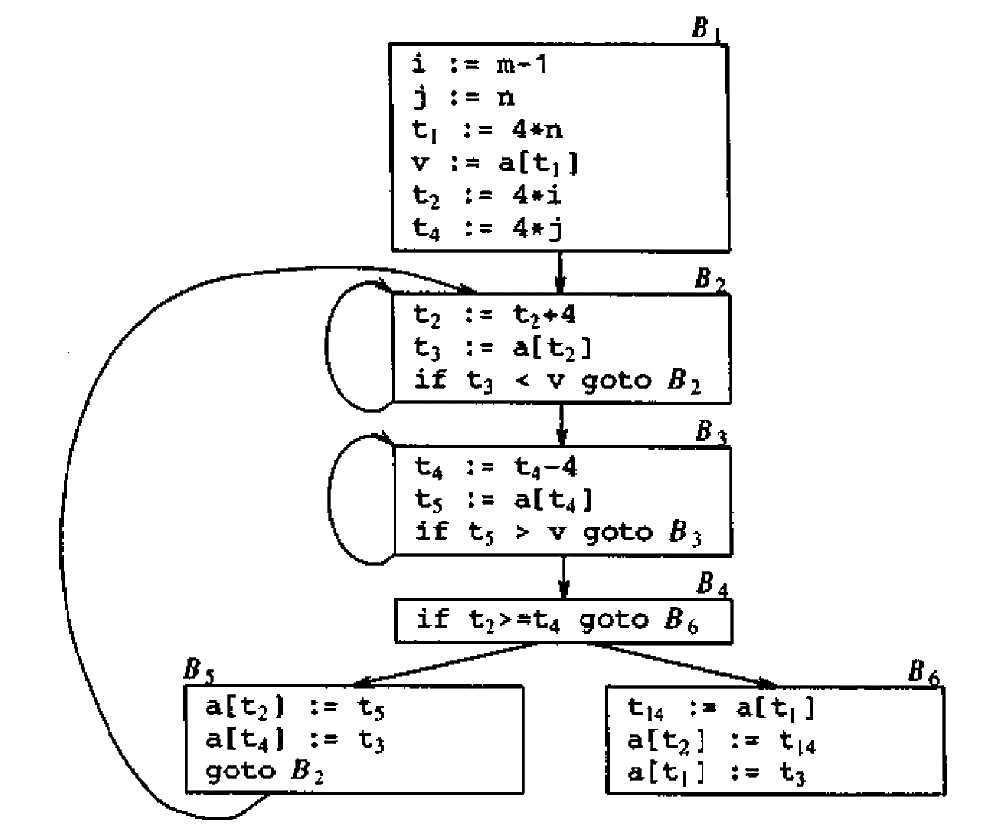 B₁
i := m-1
j := n
t₁ := 4*n
v := a[t₁]
t₂ := 4*i
t₄ := 4*j
B₂
t₂ := t₂+4
t₃ := a[t₂]
if t₃ < v goto B₂
B₃
t₄ := t₄-4
t₅ := a[t₄]
if t₅ > v goto B₃
B₄
if t₂>=t₄ goto B₆
B₅
a[t₂] := t₅
a[t₄] := t₃
goto B₂
B₆
t₁₄ := a[t₁]
a[t₂] := t₁₄
a[t₁] := t₃